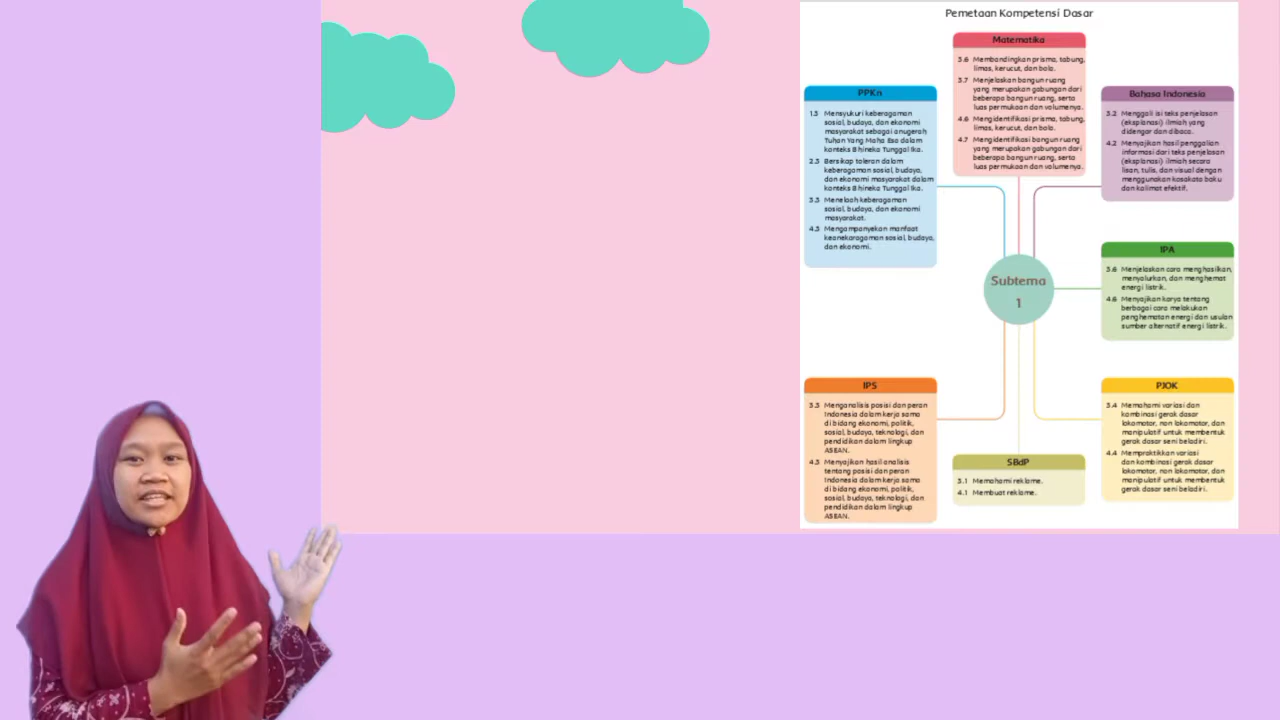 Pemetaan Kompetensi Dasar
Matematika
3.6 Membandingkan prisma, tabung,
limas, kerucut, dan bola.
3.7 Menjelaskan bangun ruang
yang merupakan gabungan dari
beberapa bangun ruang, serta
luas permukaan dan volumenya.
4.6 Mengidentifikasi prisma, tabung,
limas, kerucut, dan bola.
4.7 Mengidentifikasi bangun ruang
yang merupakan gabungan dari
beberapa bangun ruang, serta
luas permukaan dan volumenya.
PPKn
1.3 Mensyukuri keberagaman
sosial, budaya, dan ekonomi
masyarakat sebagai anugerah
Tuhan Yang Maha Esa dalam
konteks Bhineka Tunggal Ika.
2.3 Bersikap toleran dalam
keberagaman sosial, budaya,
dan ekonomi masyarakat dalam
konteks Bhineka Tunggal Ika.
3.3 Menelaah keberagaman
sosial, budaya, dan ekonomi
masyarakat.
4.3 Mengampanyekan manfaat
keanekaragaman sosial, budaya,
dan ekonomi.
Bahasa Indonesia
3.2 Menggali isi teks penjelasan
(eksplanasi) ilmiah yang
didengar dan dibaca.
4.2 Menyajikan hasil penggalian
informasi dari teks penjelasan
(eksplanasi) ilmiah secara
lisan, tulis, dan visual dengan
menggunakan kosakata baku
dan kalimat efektif.
IPA
3.6 Menjelaskan cara menghasilkan,
menyalurkan, dan menghemat
energi listrik.
4.6 Menyajikan karya tentang
berbagai cara melakukan
penghematan energi dan usulan
sumber alternatif energi listrik.
Subtema
1
IPS
3.3 Menganalisis posisi dan peran
Indonesia dalam kerja sama
di bidang ekonomi, politik,
sosial, budaya, teknologi, dan
pendidikan dalam lingkup
ASEAN.
4.3 Menyajikan hasil analisis
tentang posisi dan peran
Indonesia dalam kerja sama
di bidang ekonomi, politik,
sosial, budaya, teknologi, dan
pendidikan dalam lingkup
ASEAN.
SBdP
3.1 Memahami reklame.
4.1 Membuat reklame.
PJOK
3.4 Memahami variasi dan
kombinasi gerak dasar
lokomotor, non lokomotor, dan
manipulatif untuk membentuk
gerak dasar seni beladiri.
4.4 Mempraktikkan variasi
dan kombinasi gerak dasar
lokomotor, non lokomotor, dan
manipulatif untuk membentuk
gerak dasar seni beladiri.